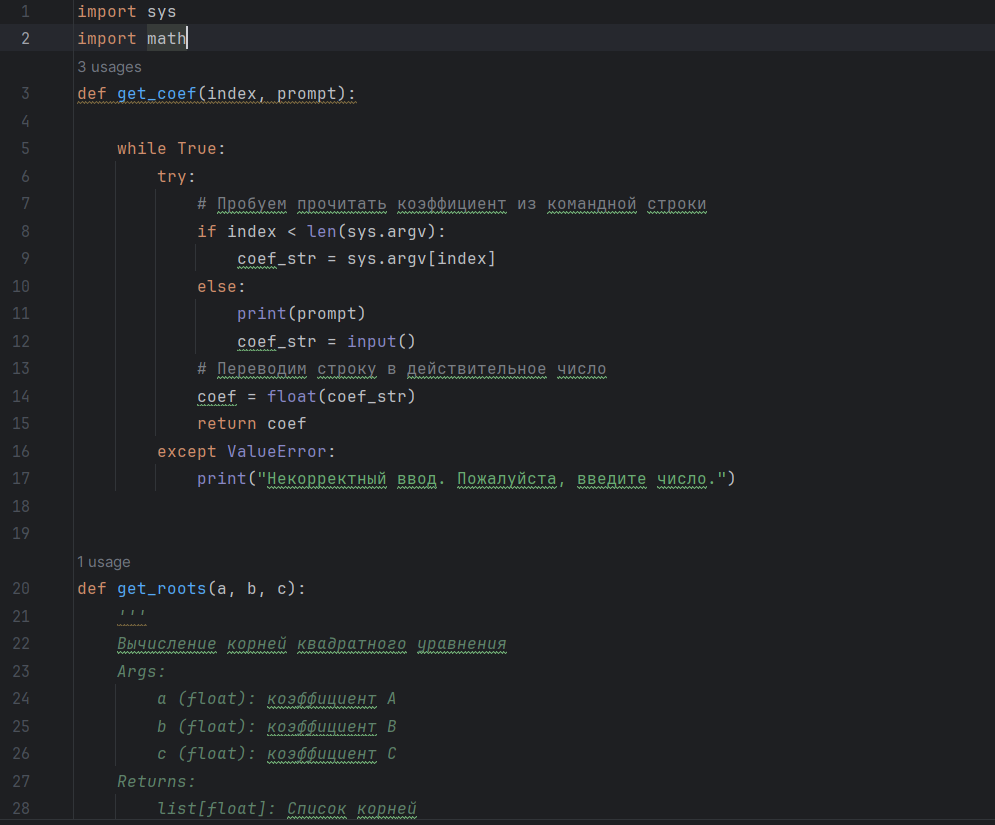 1 import sys
2 import math
3 usages
3 def get_coef(index, prompt):
4
5 while True:
6 try:
7 # Пробуем прочитать коэффициент из командной строки
8 if index < len(sys.argv):
9 coef_str = sys.argv[index]
10 else:
11 print(prompt)
12 coef_str = input()
13 # Переводим строку в действительное число
14 coef = float(coef_str)
15 return coef
16 except ValueError:
17 print("Некорректный ввод. Пожалуйста, введите число.")
18
19
1 usage
20 def get_roots(a, b, c):
21 '''
22 Вычисление корней квадратного уравнения
23 Args:
24 a (float): коэффициент A
25 b (float): коэффициент B
26 c (float): коэффициент C
27 Returns:
28 list[float]: Список корней